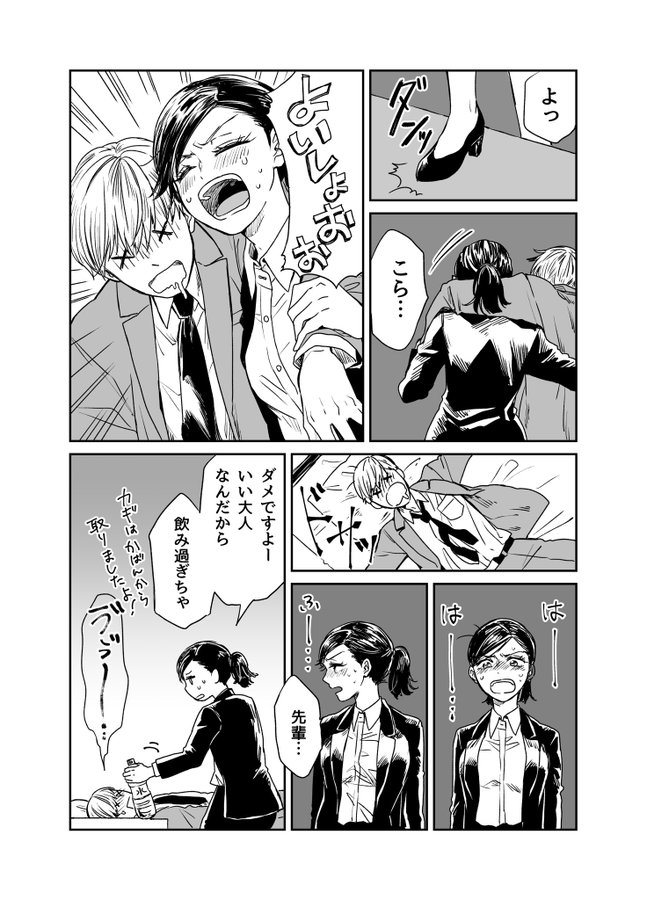 よっ
ダンッ
こら…
よいしょおおぉ
ドサッ
はー
はー…
ふー…
先輩…
ダメですよー
いい大人
なんだから
飲み過ぎちゃ
カギはかばんから
取りましたよ!
水